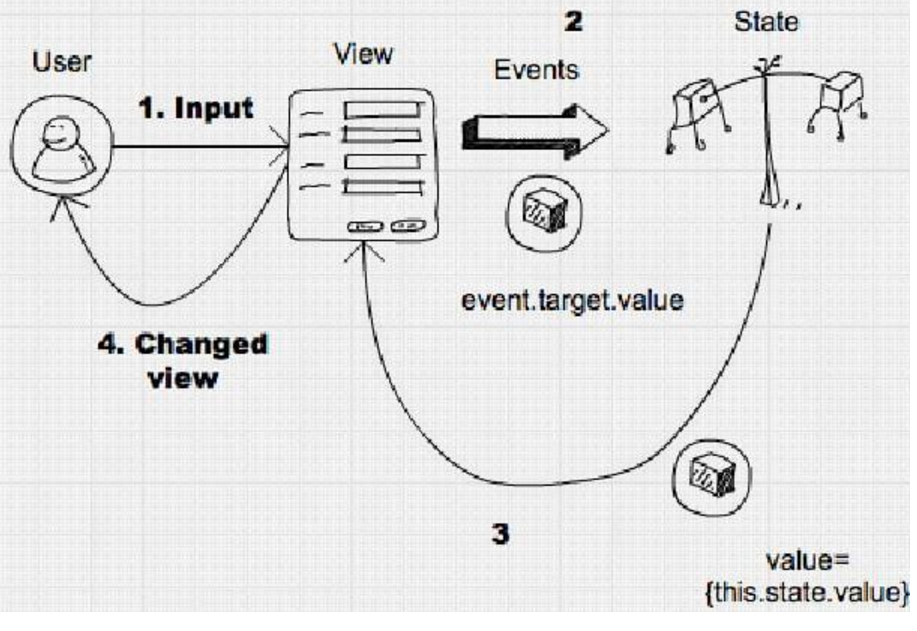 2
State
View
User
Events
1. Input
event.target.value
4. Changed
view
3
value=
{this.state.value}